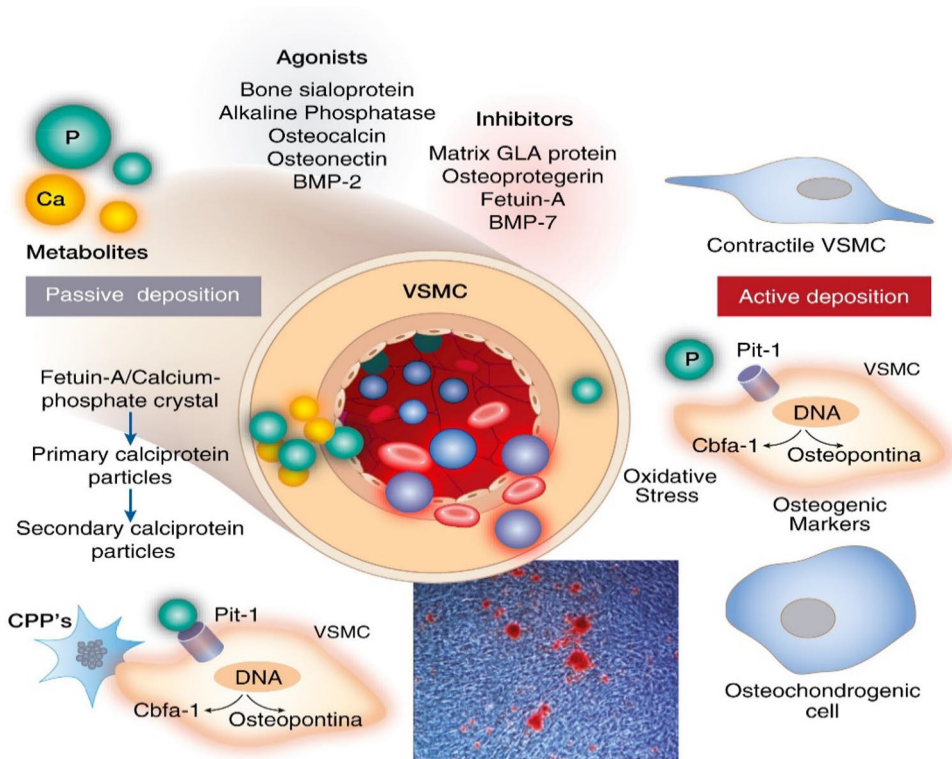 Agonists
Bone sialoprotein
Alkaline Phosphatase
Osteocalcin
Osteonectin
BMP-2
Inhibitors
Matrix GLA protein
Osteoprotegerin
Fetuin-A
BMP-7
P
Ca
Metabolites
Passive deposition
VSMC
Contractile VSMC
Active deposition
Fetuin-A/Calcium-
phosphate crystal
Primary calciprotein
particles
Secondary calciprotein
particles
P
Pit-1
VSMC
DNA
Cbfa-1
Osteopontina
Oxidative
Stress
Osteogenic
Markers
CPP's
Pit-1
VSMC
DNA
Cbfa-1
Osteopontina
Osteochondrogenic
cell